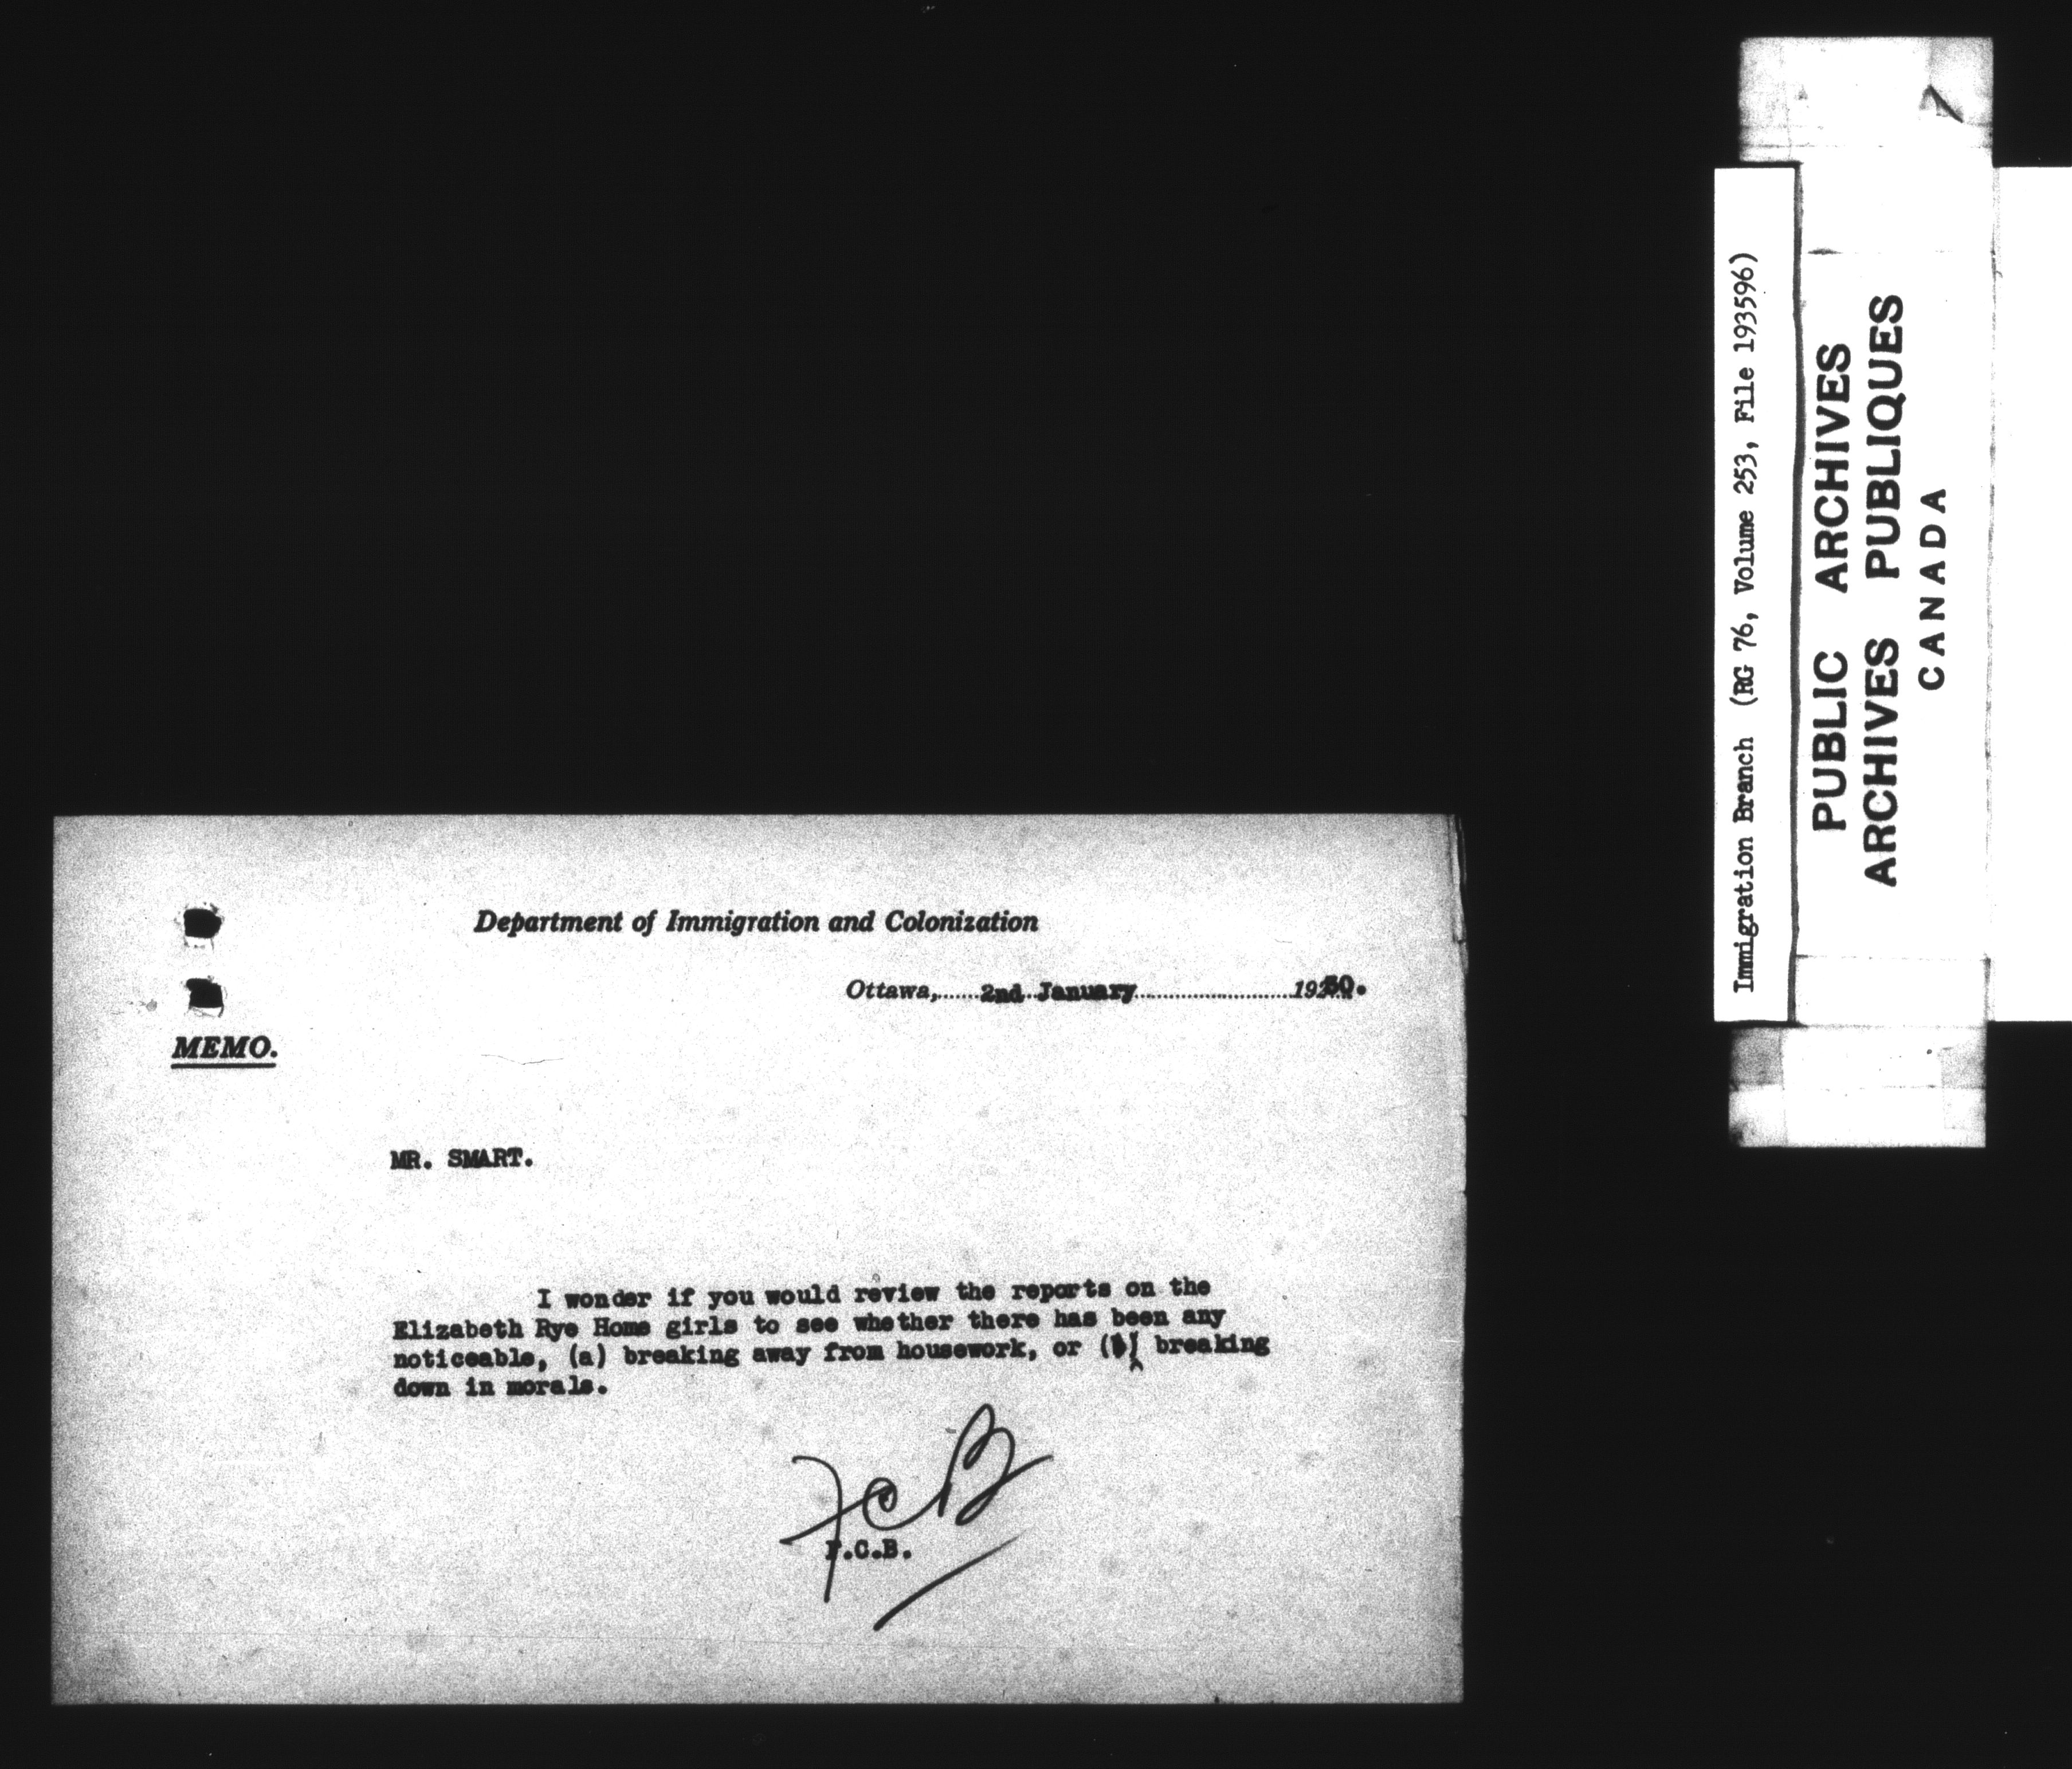 Department of Immigration and Colonization
Ottawa, 2nd January 1930.
MEMO.
MR. SMART.
I wonder if you would review the reports on the
Elizabeth Rye Home girls to see whether there has been any
noticeable, (a) breaking away from housework, or (b) breaking
down in morals.
FCB
F.C.B.
Immigration Branch (RG 76, Volume 253, File 193596)
PUBLIC ARCHIVES
ARCHIVES PUBLIQUES
CANADA